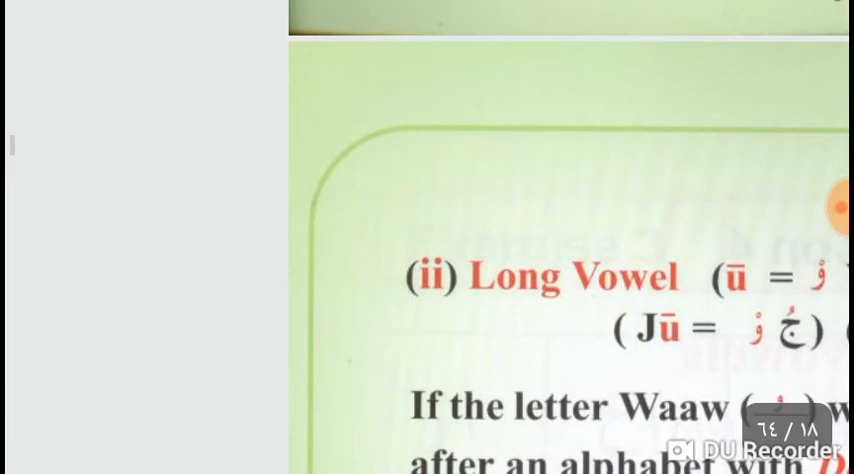 (ii) Long Vowel (ū = وْ
( Jū = جُ وْ )
If the letter Waaw ( وْ ) w
after an alphabet with D
٦٤ / ١٨
DU Recorder